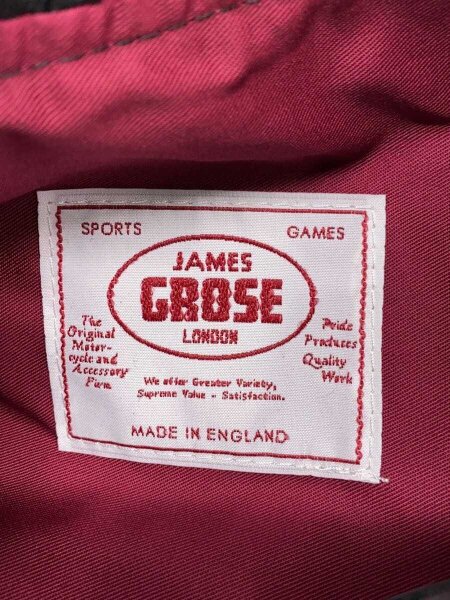 SPORTS GAMES
JAMES
GROSE
LONDON
The
Original
Motor-
cycle and
Accessory
Firm
Pride
Produces
Quality
Work
We offer Greater Variety,
Supreme Value - Satisfaction.
MADE IN ENGLAND